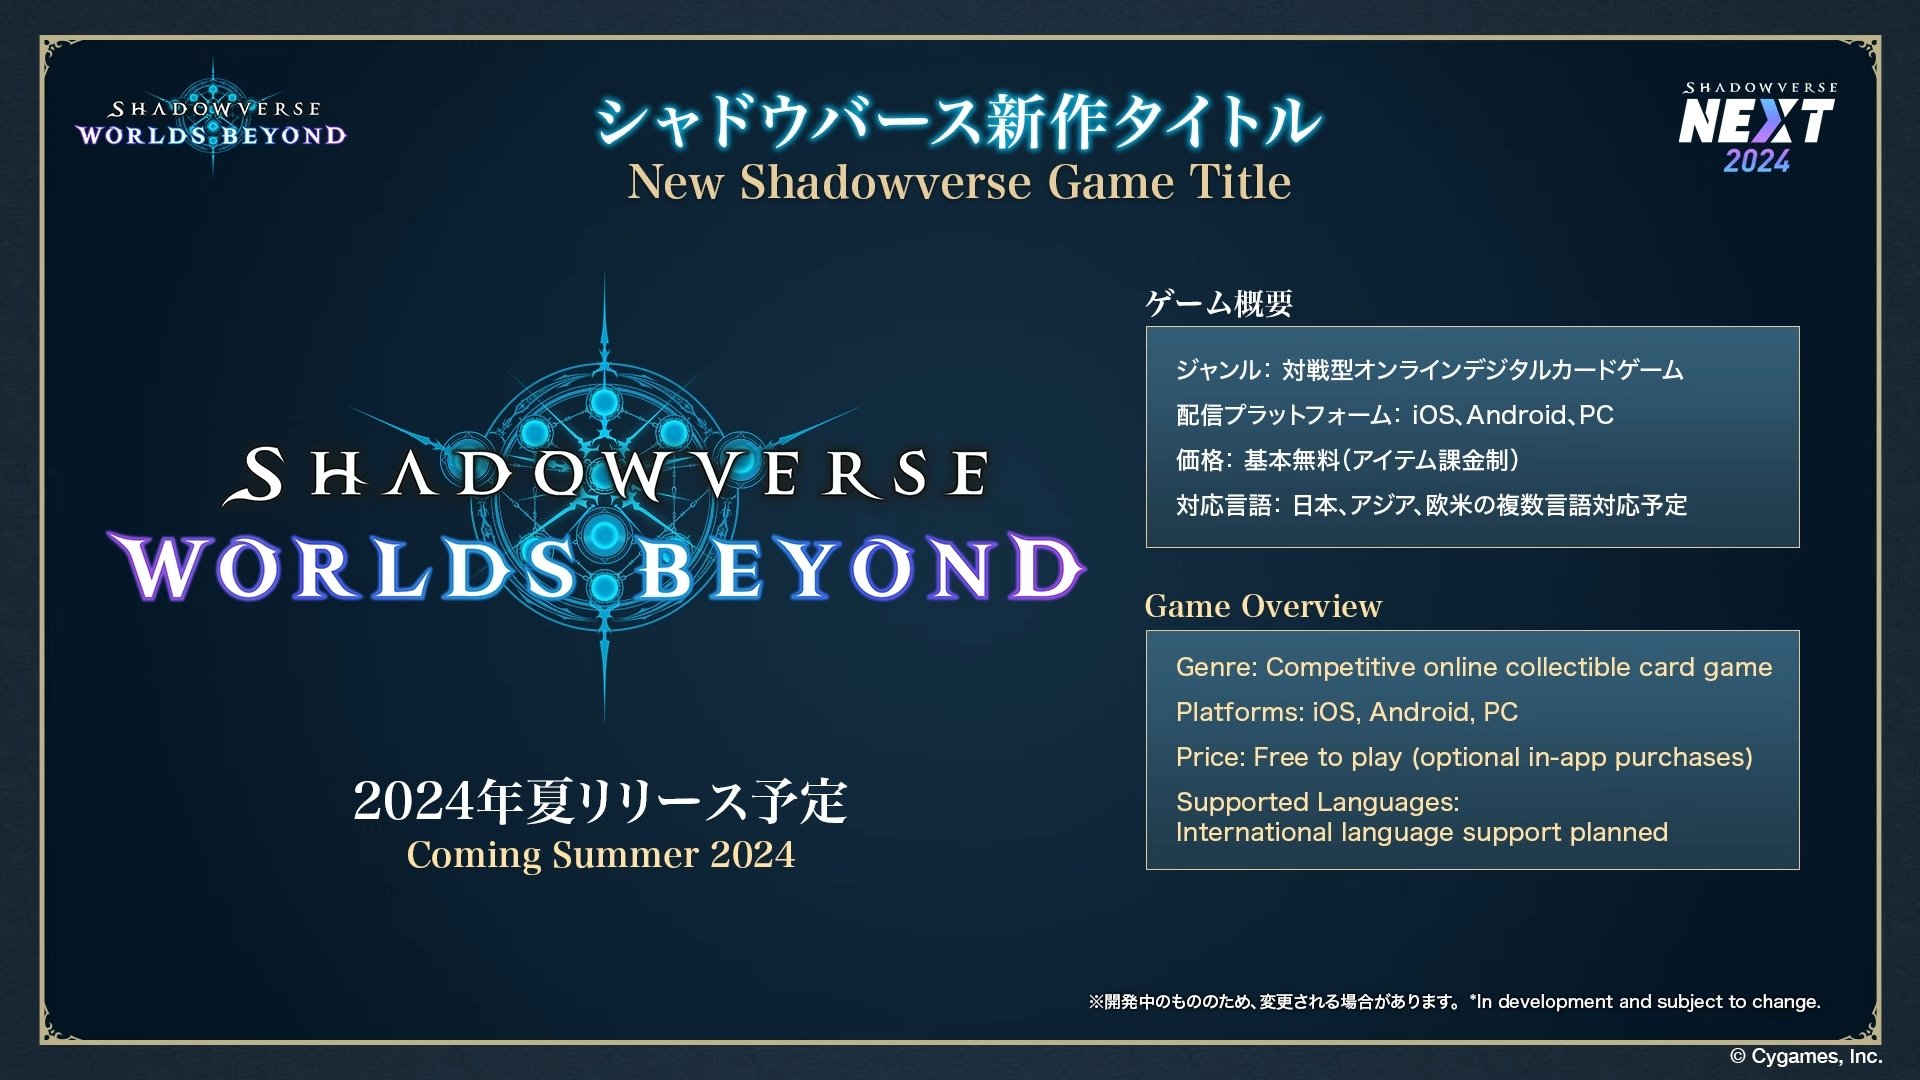 SHADOWVERSE
WORLDS BEYOND
シャドウバース新作タイトル
New Shadowverse Game Title
SHADOWVERSE
NEXT
2024
SHADOWVERSE
WORLDS BEYOND
2024年夏リリース予定
Coming Summer 2024
ゲーム概要
ジャンル： 対戦型オンラインデジタルカードゲーム
配信プラットフォーム： iOS、Android、PC
価格： 基本無料（アイテム課金制）
対応言語： 日本、アジア、欧米の複数言語対応予定
Game Overview
Genre: Competitive online collectible card game
Platforms: iOS, Android, PC
Price: Free to play (optional in-app purchases)
Supported Languages:
International language support planned
※開発中のもののため、変更される場合があります。 *In development and subject to change.
© Cygames, Inc.